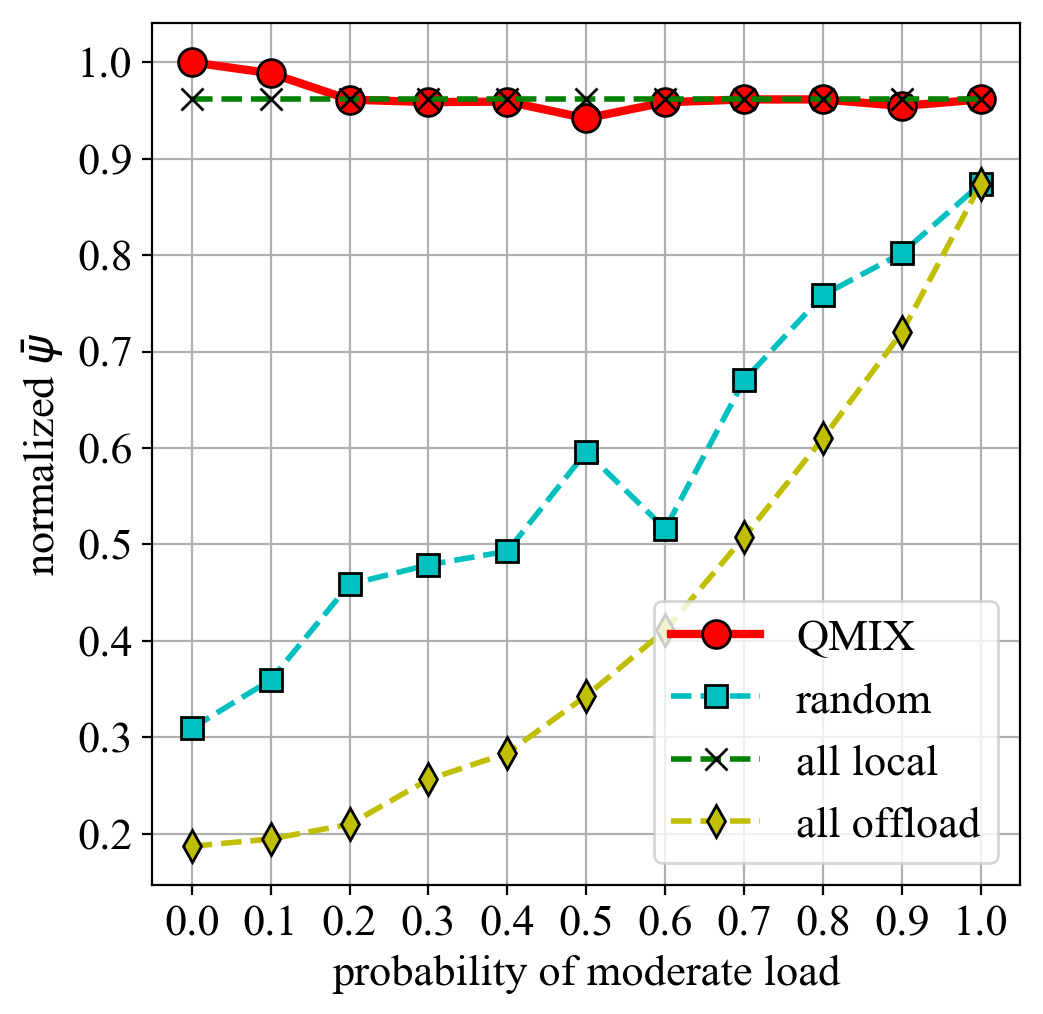 1.0
0.9
0.8
0.7
0.6
0.5
0.4
0.3
0.2
normalized ψ̄
QMIX
random
all local
all offload
0.0 0.1 0.2 0.3 0.4 0.5 0.6 0.7 0.8 0.9 1.0
probability of moderate load